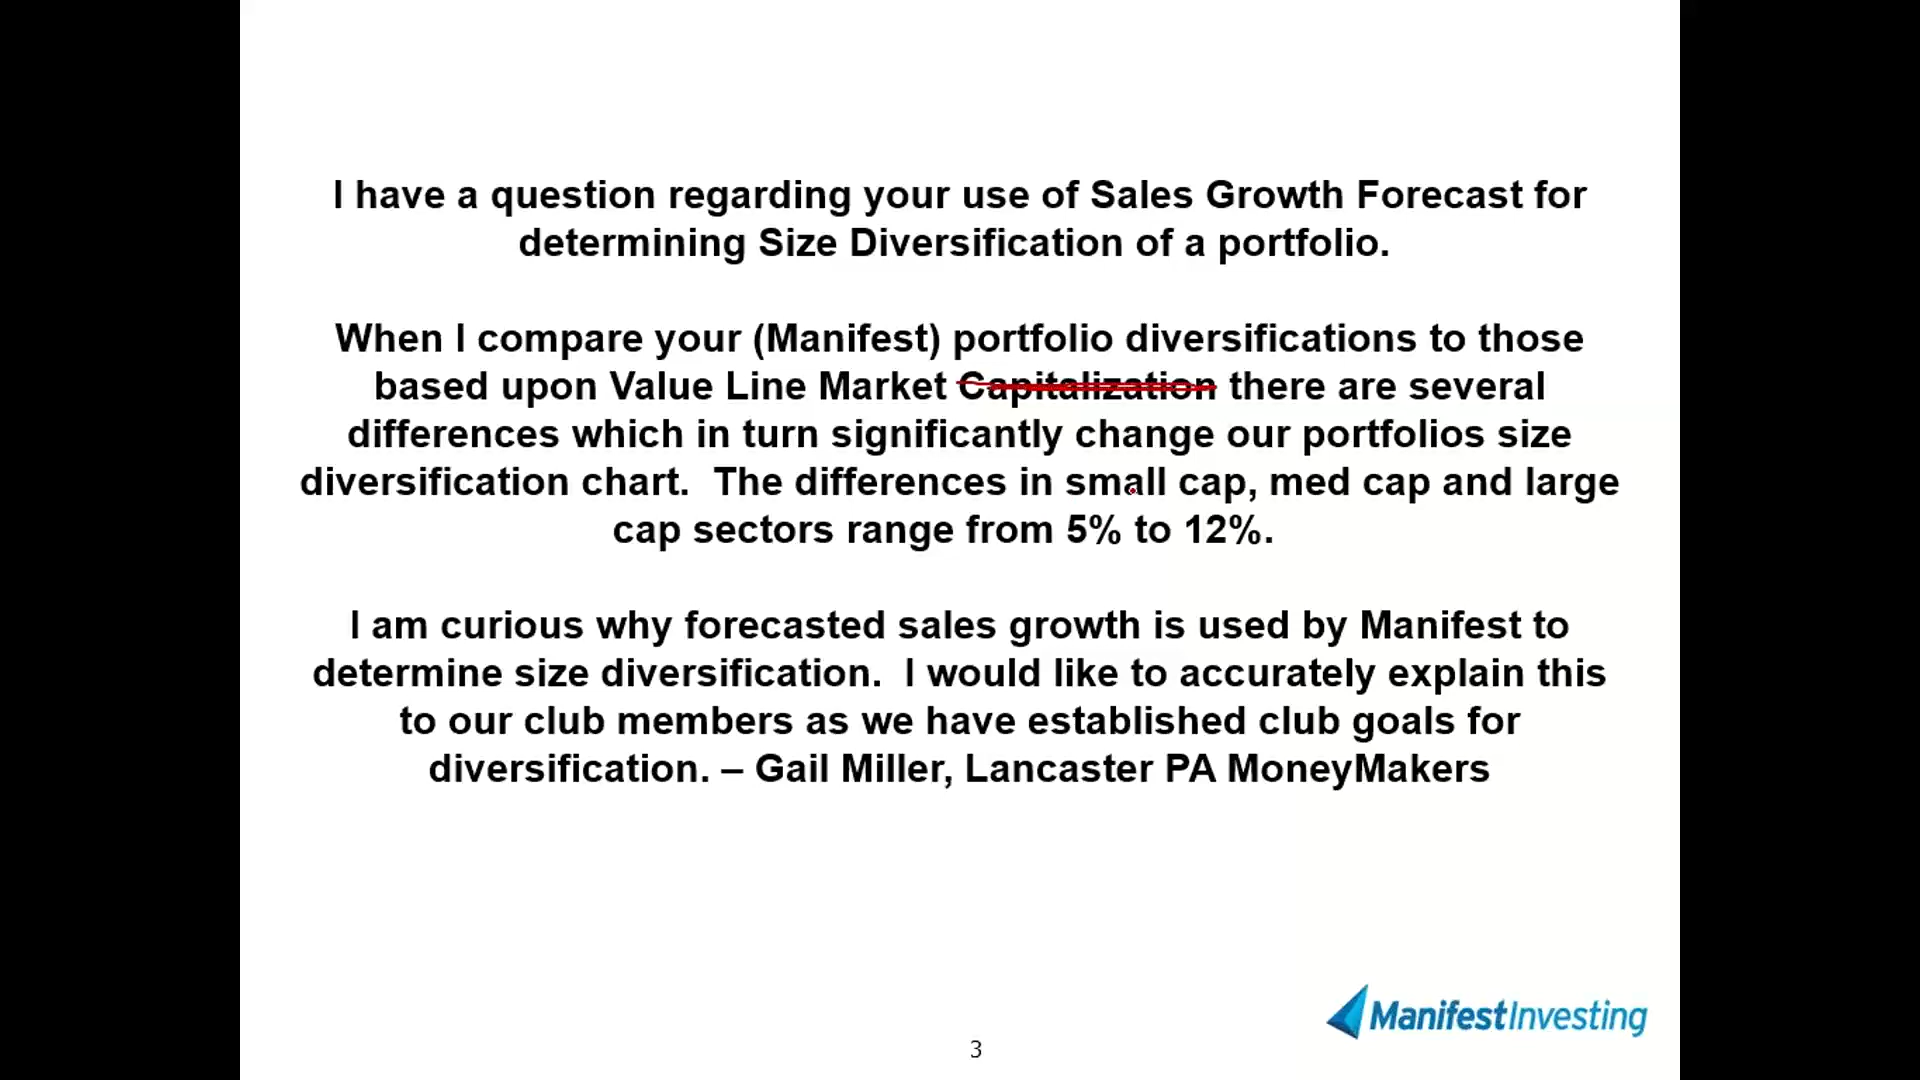 I have a question regarding your use of Sales Growth Forecast for
determining Size Diversification of a portfolio.
When I compare your (Manifest) portfolio diversifications to those
based upon Value Line Market Capitalization there are several
differences which in turn significantly change our portfolios size
diversification chart.  The differences in small cap, med cap and large
cap sectors range from 5% to 12%.
I am curious why forecasted sales growth is used by Manifest to
determine size diversification.  I would like to accurately explain this
to our club members as we have established club goals for
diversification. – Gail Miller, Lancaster PA MoneyMakers
ManifestInvesting
3